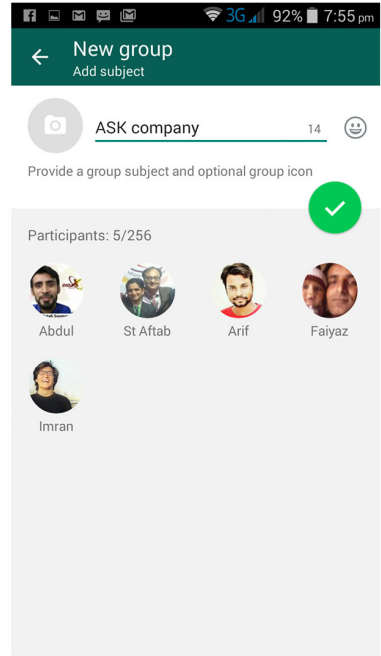 3G 92% 7:55 pm
New group
Add subject
ASK company 14
Provide a group subject and optional group icon
Participants: 5/256
Abdul St Aftab Arif Faiyaz
Imran